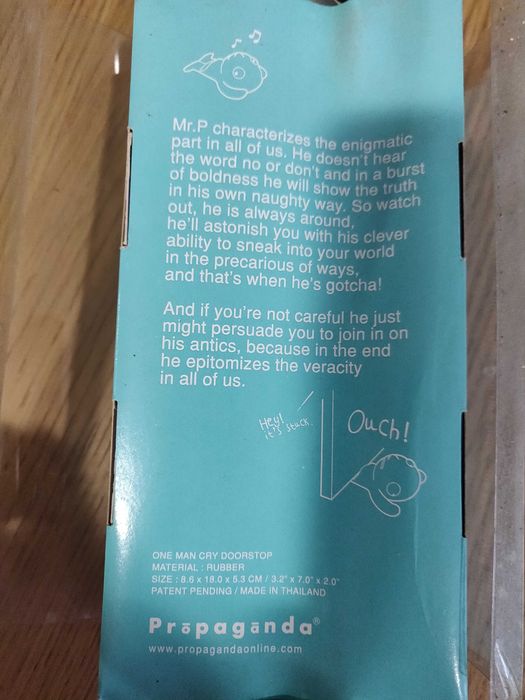 Mr.P characterizes the enigmatic
part in all of us. He doesn't hear
the word no or don't and in a burst
of boldness he will show the truth
in his own naughty way. So watch
out, he is always around,
he'll astonish you with his clever
ability to sneak into your world
in the precarious of ways,
and that's when he's gotcha!
And if you're not careful he just
might persuade you to join in on
his antics, because in the end
he epitomizes the veracity
in all of us.
Hey!
it's stuck.
Ouch!
ONE MAN CRY DOORSTOP
MATERIAL : RUBBER
SIZE : 8.6 x 18.0 x 5.3 CM / 3.2" x 7.0" x 2.0"
PATENT PENDING / MADE IN THAILAND
Prōpagānda®
www.propagandaonline.com